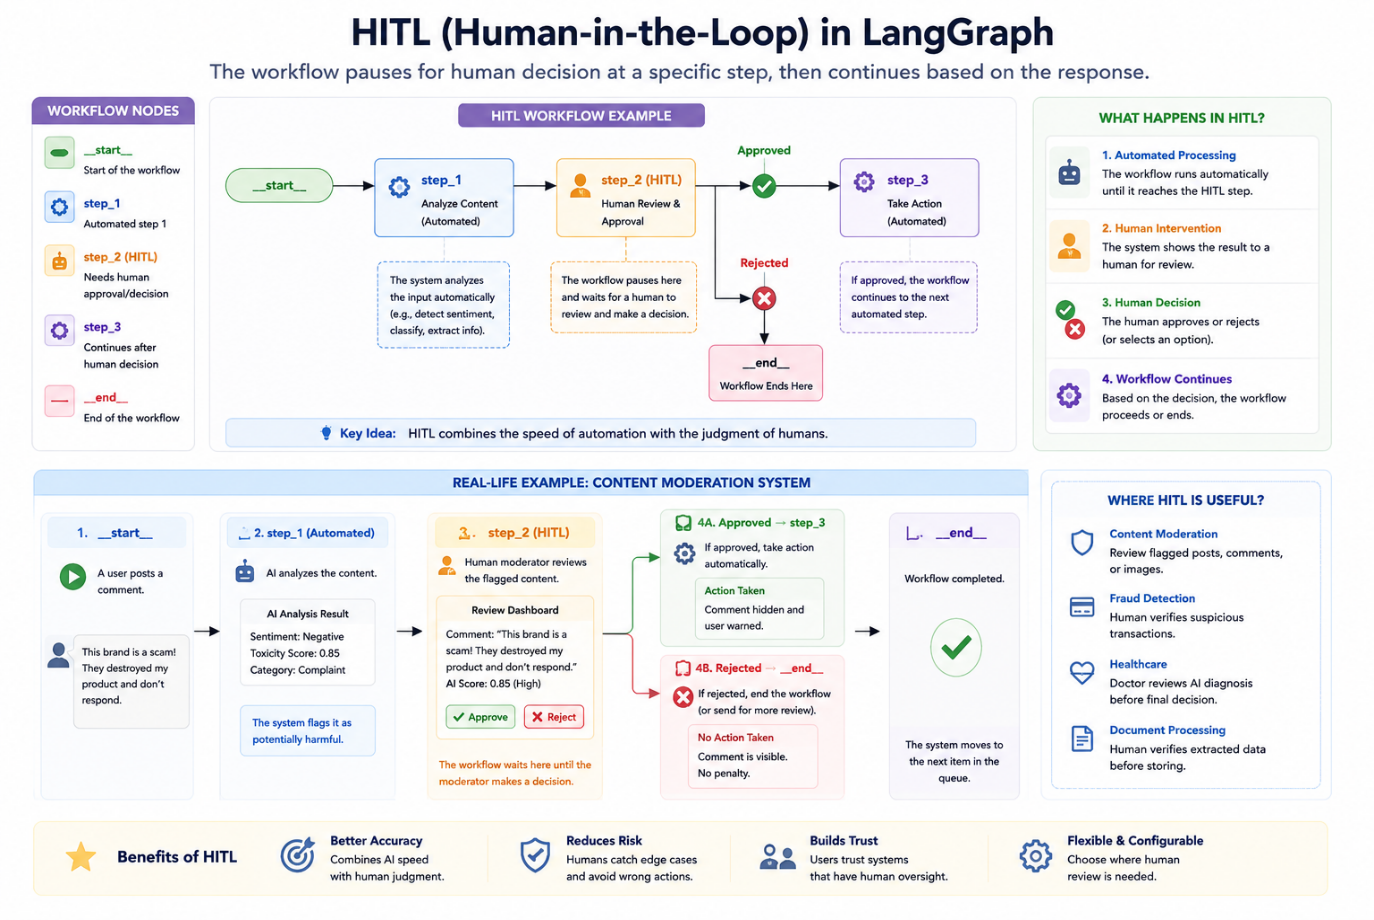 HITL (Human-in-the-Loop) in LangGraph
The workflow pauses for human decision at a specific step, then continues based on the response.
WORKFLOW NODES
__start__
Start of the workflow
step_1
Automated step 1
step_2 (HITL)
Needs human
approval/decision
step_3
Continues after
human decision
__end__
End of the workflow
HITL WORKFLOW EXAMPLE
__start__
step_1
Analyze Content
(Automated)
The system analyzes
the input automatically
(e.g., detect sentiment,
classify, extract info).
step_2 (HITL)
Human Review &
Approval
The workflow pauses here
and waits for a human to
review and make a decision.
Approved
Rejected
__end__
Workflow Ends Here
step_3
Take Action
(Automated)
If approved, the workflow
continues to the next
automated step.
Key Idea: HITL combines the speed of automation with the judgment of humans.
WHAT HAPPENS IN HITL?
1. Automated Processing
The workflow runs automatically
until it reaches the HITL step.
2. Human Intervention
The system shows the result to a
human for review.
3. Human Decision
The human approves or rejects
(or selects an option).
4. Workflow Continues
Based on the decision, the workflow
proceeds or ends.
REAL-LIFE EXAMPLE: CONTENT MODERATION SYSTEM
1. __start__
A user posts a
comment.
This brand is a scam!
They destroyed my
product and don't
respond.
2. step_1 (Automated)
AI analyzes the content.
AI Analysis Result
Sentiment: Negative
Toxicity Score: 0.85
Category: Complaint
The system flags it as
potentially harmful.
3. step_2 (HITL)
Human moderator reviews
the flagged content.
Review Dashboard
Comment: "This brand is a
scam! They destroyed my
product and don't respond."
AI Score: 0.85 (High)
Approve
Reject
The workflow waits here until the
moderator makes a decision.
4A. Approved → step_3
If approved, take action
automatically.
Action Taken
Comment hidden and
user warned.
4B. Rejected → __end__
If rejected, end the workflow
(or send for more review).
No Action Taken
Comment is visible.
No penalty.
__end__
Workflow completed.
The system moves to
the next item in the
queue.
WHERE HITL IS USEFUL?
Content Moderation
Review flagged posts, comments,
or images.
Fraud Detection
Human verifies suspicious
transactions.
Healthcare
Doctor reviews AI diagnosis
before final decision.
Document Processing
Human verifies extracted data
before storing.
Benefits of HITL
Better Accuracy
Combines AI speed
with human judgment.
Reduces Risk
Humans catch edge cases
and avoid wrong actions.
Builds Trust
Users trust systems
that have human oversight.
Flexible & Configurable
Choose where human
review is needed.